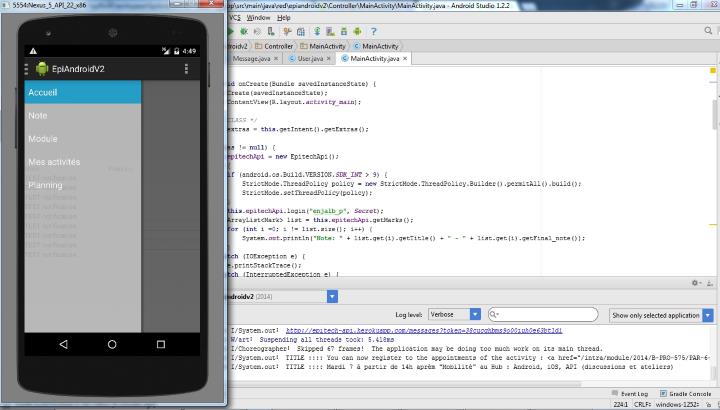 5554:Nexus_5_API_22_x86
4:49
EpiAndroidV2
Accueil
Note
Module
Mes activités
Planning
pp\src\main\java\red\epiandroidv2\Controller\MainActivity\MainActivity.java] - Android Studio 1.2.2
VCS Window Help
droidv2 Controller MainActivity MainActivity
Message.java User.java MainActivity.java
id onCreate(Bundle savedInstanceState) {
Create(savedInstanceState);
ContentView(R.layout.activity_main);
CLASS */
extras = this.getIntent().getExtras();
s != null) {
epitechApi = new EpitechApi();
f (android.os.Build.VERSION.SDK_INT > 9) {
StrictMode.ThreadPolicy policy = new StrictMode.ThreadPolicy.Builder().permitAll().build();
StrictMode.setThreadPolicy(policy);
this.epitechApi.login("enjalb_p", Secret);
ArrayList<Mark> list = this.epitechApi.getMarks();
for (int i =0; i != list.size(); i++) {
System.out.println("Note: " + list.get(i).getTitle() + " - " + list.get(i).getFinal_note());
tch (IOException e) {
e.printStackTrace();
tch (InterruptedException e) {
androidv2 (2014)
Log level: Verbose Show only selected application
I/System.out: http://epitech-api.herokuapp.com/messages?token=
W/art: Suspending all threads took: 5.418ms
I/Choreographer: Skipped 67 frames! The application may be doing too much work on its main thread.
I/System.out: TITLE :::: You can now register to the appointments of the activity : <a href="/intra/module/2014/B-PRO-575/PAR-6-
I/System.out: TITLE :::: Mardi 7 à partir de 14h aprèm "Mobilité" au Hub : Android, iOS, API (discussions et ateliers)
Event Log Gradle Console
224:1 CRLF÷ windows-1252÷